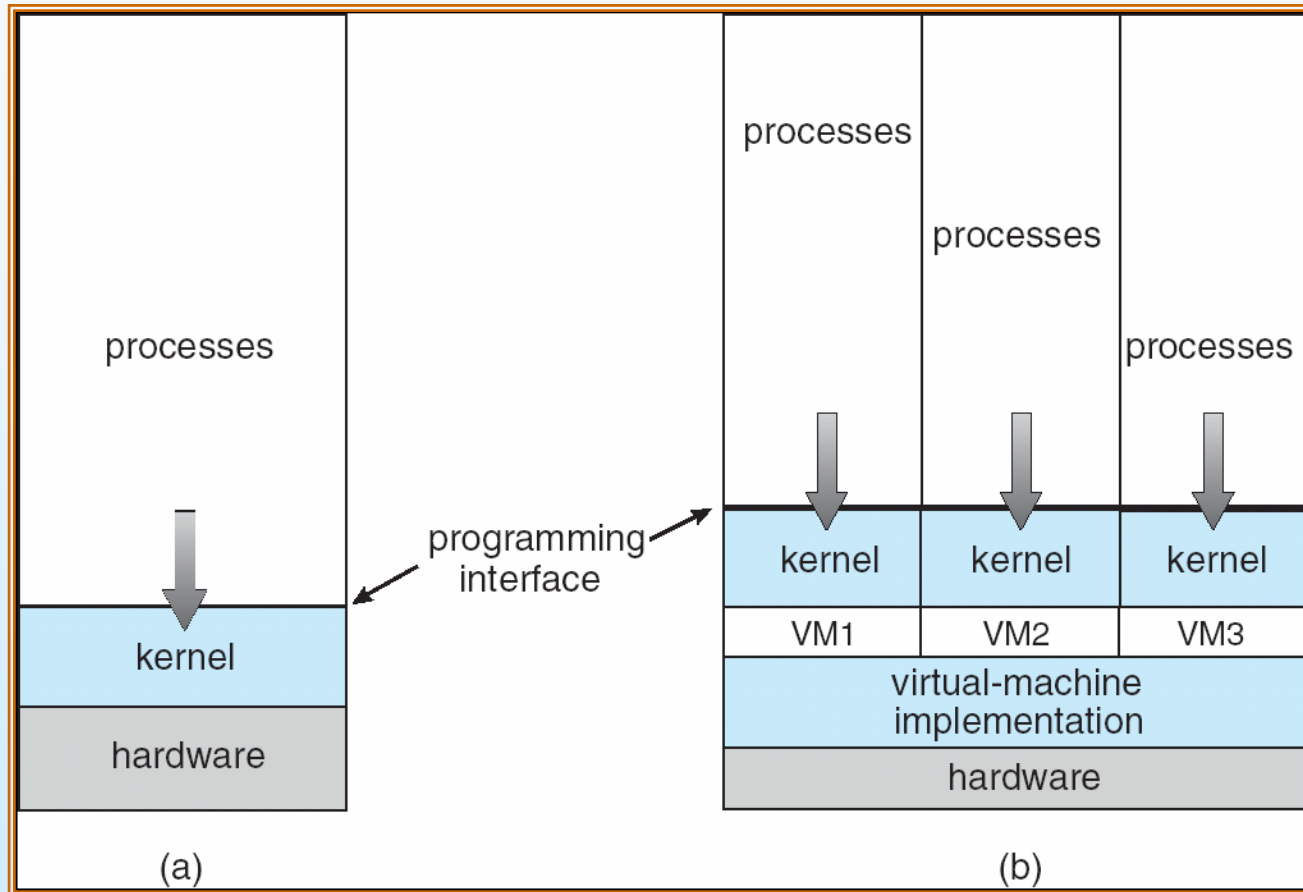 processes
kernel
hardware
(a)
programming
interface
processes
processes
processes
kernel
kernel
kernel
VM1
VM2
VM3
virtual-machine
implementation
hardware
(b)